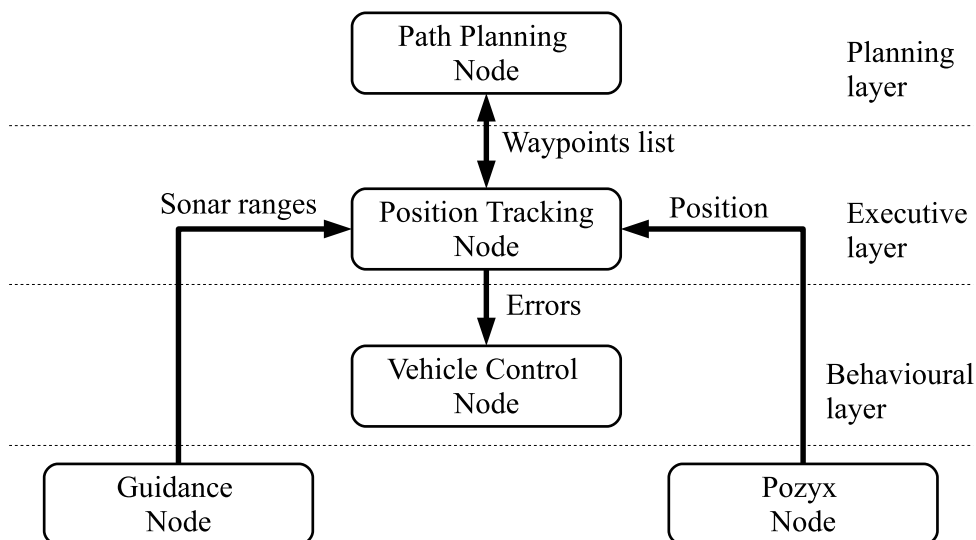 Path Planning
Node
Planning
layer
Waypoints list
Sonar ranges
Position Tracking
Node
Position
Executive
layer
Errors
Vehicle Control
Node
Behavioural
layer
Guidance
Node
Pozyx
Node